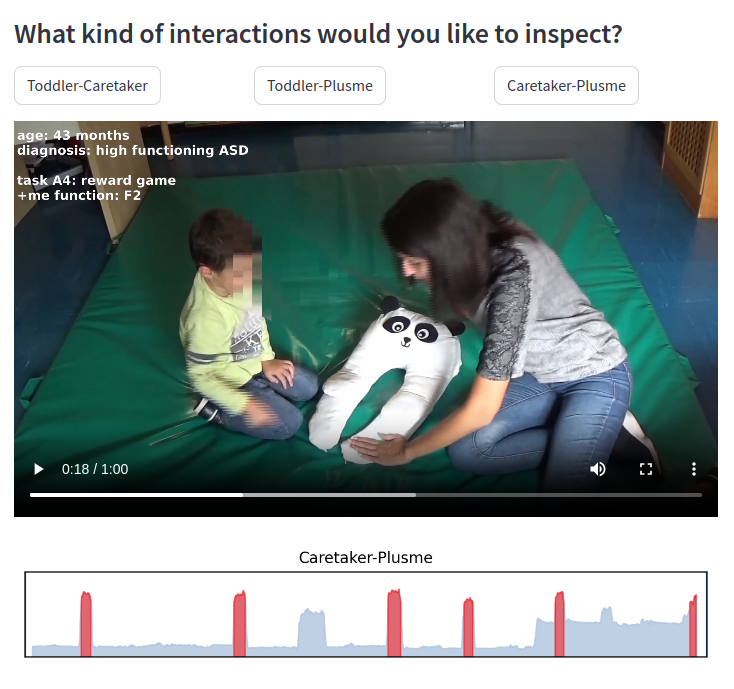 What kind of interactions would you like to inspect?
Toddler-Caretaker
Toddler-Plusme
Caretaker-Plusme
age: 43 months
diagnosis: high functioning ASD
task A4: reward game
+me function: F2
0:18 / 1:00
Caretaker-Plusme